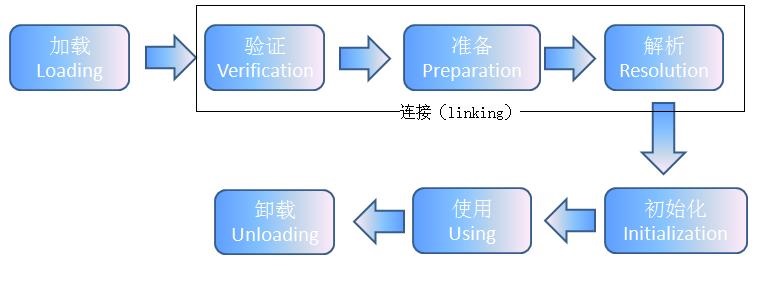 加载
Loading
验证
Verification
准备
Preparation
解析
Resolution
连接（linking）
初始化
Initialization
使用
Using
卸载
Unloading